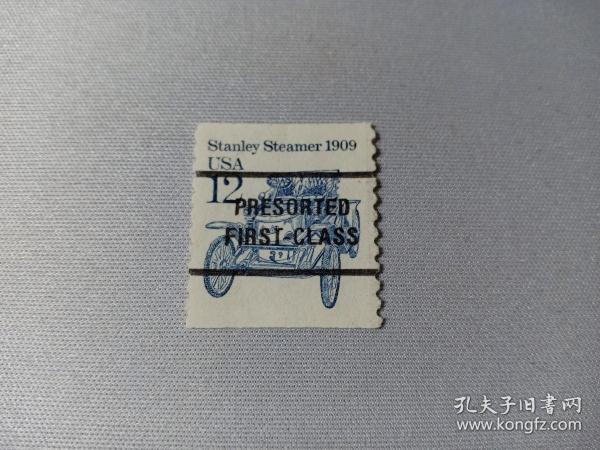 Stanley Steamer 1909
USA
12
PRESORTED
FIRST-CLASS
孔夫子旧书网
www.kongfz.com